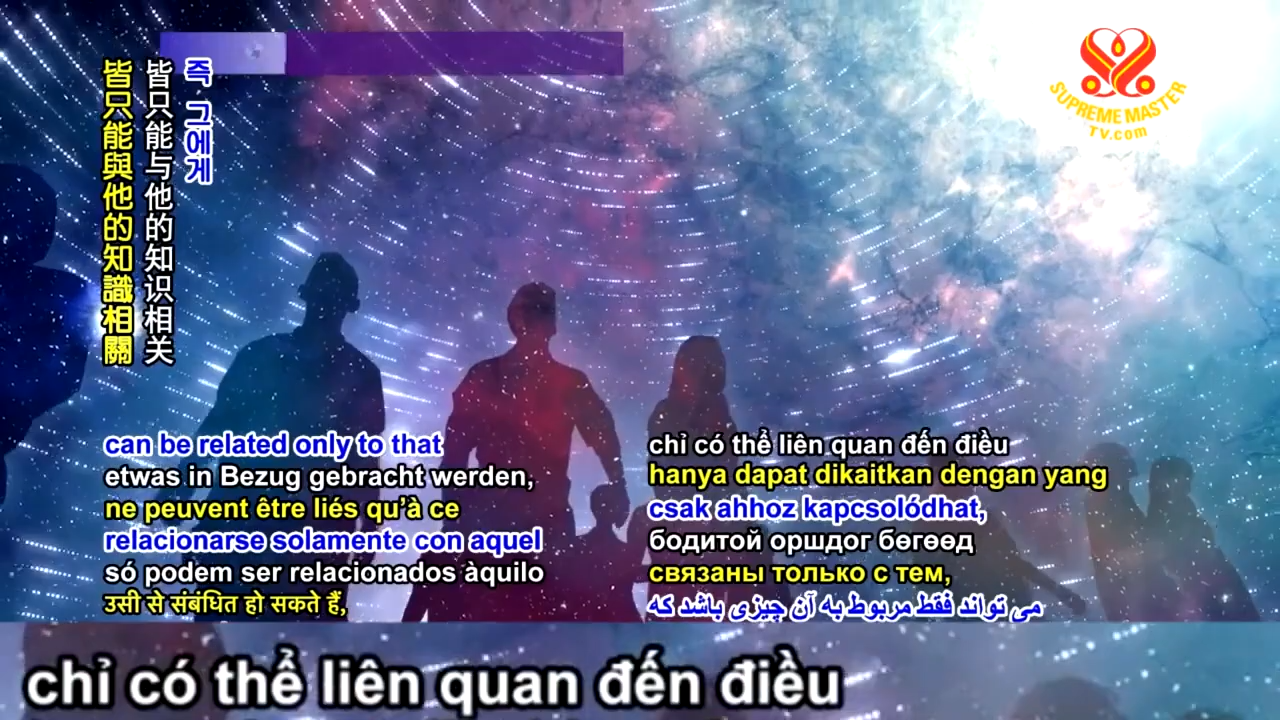 즉 그에게
皆只能与他的知识相关
皆只能與他的知識相關
SUPREME MASTER
TV.com
can be related only to that
etwas in Bezug gebracht werden,
ne peuvent être liés qu’à ce
relacionarse solamente con aquel
só podem ser relacionados àquilo
उसी से संबंधित हो सकते हैं,
chỉ có thể liên quan đến điều
hanya dapat dikaitkan dengan yang
csak ahhoz kapcsolódhat,
бодитой оршдог бөгөөд
связаны только с тем,
می تواند فقط مربوط به آن چیزی باشد که
chỉ có thể liên quan đến điều